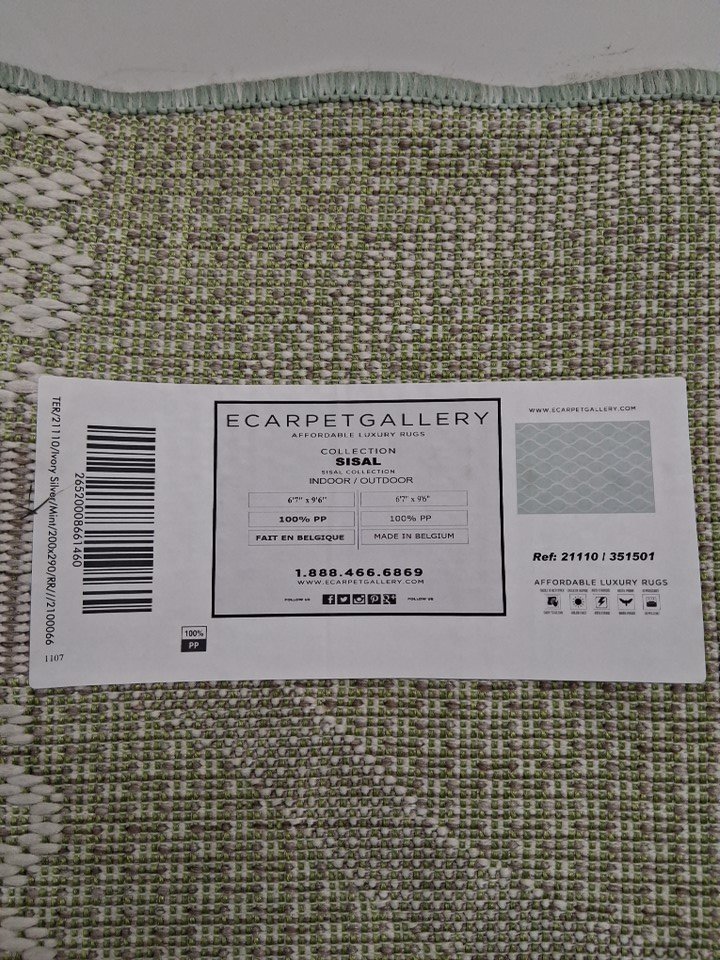 TER/21110/Ivory Silver/Mint/200x290/RR///2100066
26520008661460
1107
ECARPETGALLERY
AFFORDABLE LUXURY RUGS
COLLECTION
SISAL
SISAL COLLECTION
INDOOR / OUTDOOR
6'7" x 9'6" 6'7" x 9'6"
100% PP 100% PP
FAIT EN BELGIQUE MADE IN BELGIUM
1.888.466.6869
WWW.ECARPETGALLERY.COM
FOLLOW US FOLLOW US
100%
PP
WWW.ECARPETGALLERY.COM
Ref: 21110 / 351501
AFFORDABLE LUXURY RUGS